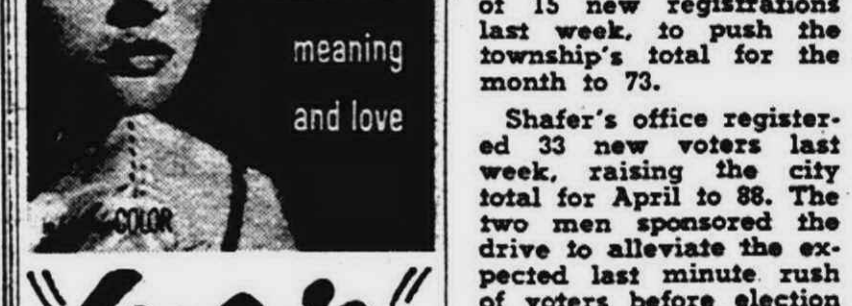 meaning
and love
COLOR
of 15 new registrations
last week, to push the
township's total for the
month to 73.
Shafer's office register-
ed 33 new voters last
week, raising the city
total for April to 88. The
two men sponsored the
drive to alleviate the ex-
pected last minute rush
of voters before election